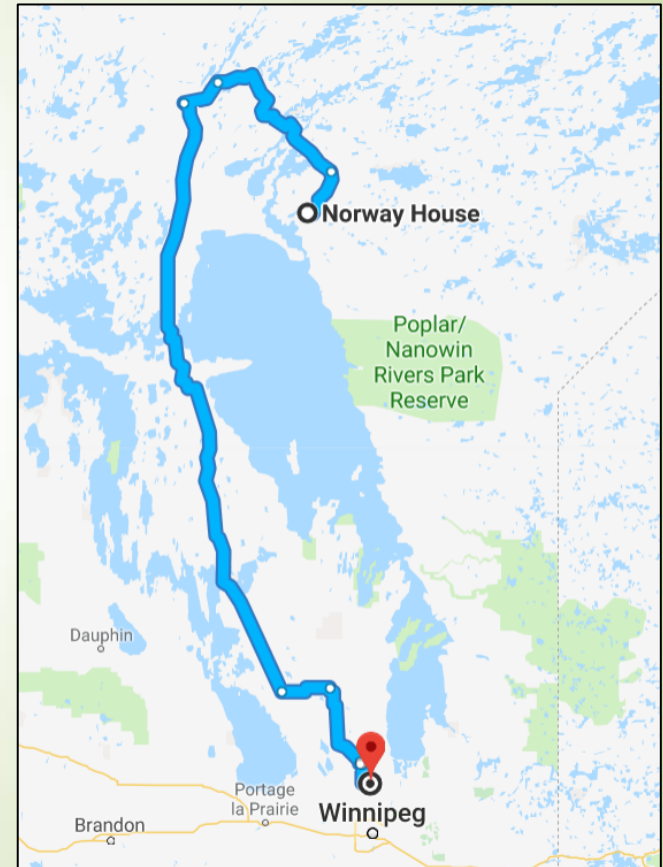 Norway House
Poplar/
Nanowin
Rivers Park
Reserve
Dauphin
Portage
la Prairie
Winnipeg
Brandon